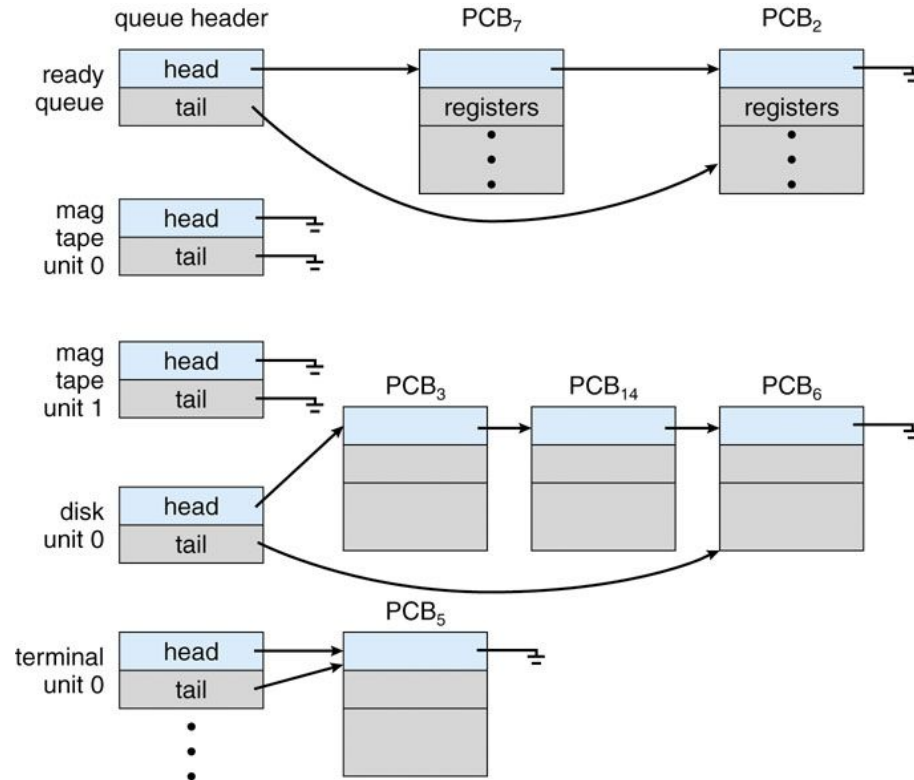 queue header
PCB₇
PCB₂
ready
queue
head
tail
registers
registers
mag
tape
unit 0
head
tail
mag
tape
unit 1
head
tail
PCB₃
PCB₁₄
PCB₆
disk
unit 0
head
tail
PCB₅
terminal
unit 0
head
tail